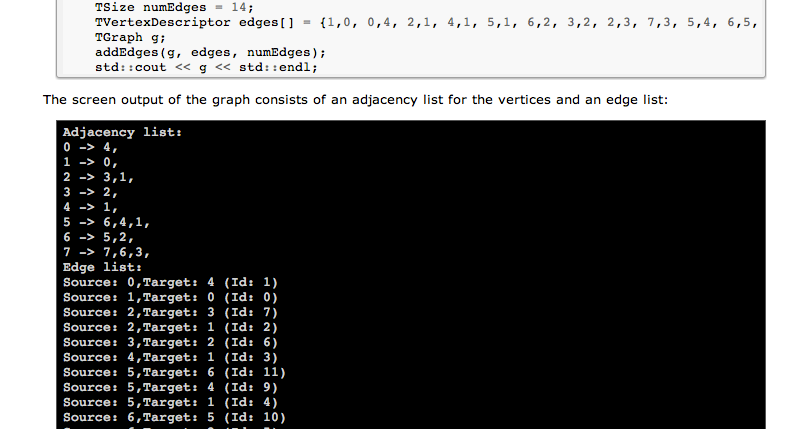 TSize numEdges = 14;
TVertexDescriptor edges[] = {1,0, 0,4, 2,1, 4,1, 5,1, 6,2, 3,2, 2,3, 7,3, 5,4, 6,5,
TGraph g;
addEdges(g, edges, numEdges);
std::cout << g << std::endl;
The screen output of the graph consists of an adjacency list for the vertices and an edge list:
Adjacency list:
0 -> 4,
1 -> 0,
2 -> 3,1,
3 -> 2,
4 -> 1,
5 -> 6,4,1,
6 -> 5,2,
7 -> 7,6,3,
Edge list:
Source: 0,Target: 4 (Id: 1)
Source: 1,Target: 0 (Id: 0)
Source: 2,Target: 3 (Id: 7)
Source: 2,Target: 1 (Id: 2)
Source: 3,Target: 2 (Id: 6)
Source: 4,Target: 1 (Id: 3)
Source: 5,Target: 6 (Id: 11)
Source: 5,Target: 4 (Id: 9)
Source: 5,Target: 1 (Id: 4)
Source: 6,Target: 5 (Id: 10)